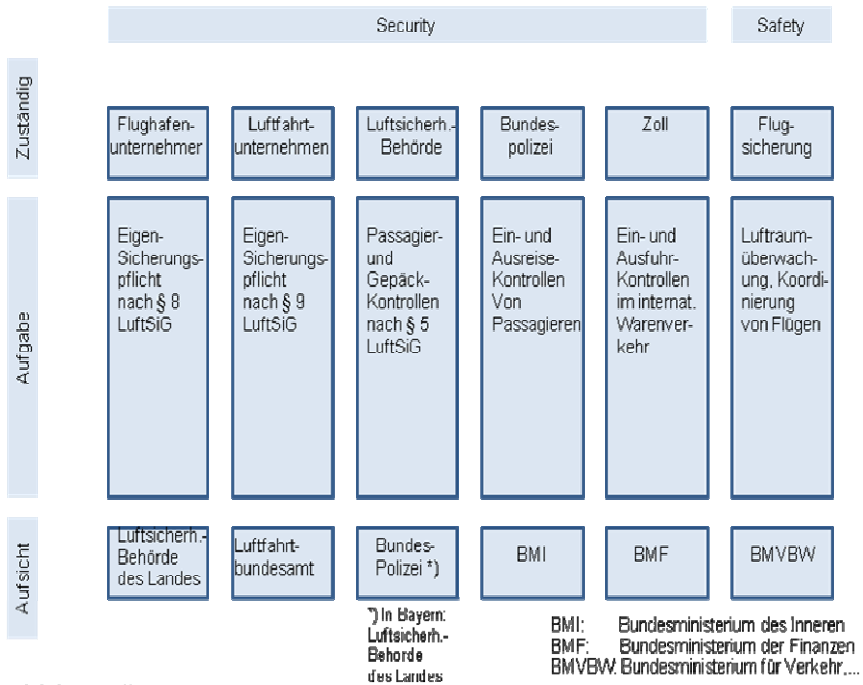 Security
Safety
Zuständig
Flughafen-
unternehmer
Luftfahrt-
unternehmen
Luftsicherh.-
Behörde
Bundes-
polizei
Zoll
Flug-
sicherung
Aufgabe
Eigen-
Sicherungs-
pflicht
nach § 8
LuftSiG
Eigen-
Sicherungs-
pflicht
nach § 9
LuftSiG
Passagier-
und
Gepäck-
Kontrollen
nach § 5
LuftSiG
Ein- und
Ausreise-
Kontrollen
Von
Passagieren
Ein- und
Ausfuhr-
Kontrollen
im internat.
Warenver-
kehr
Luftraum-
überwach-
ung, Koordi-
nierung
von Flügen
Aufsicht
Luftsicherh.-
Behörde
des Landes
Luftfahrt-
bundesamt
Bundes-
Polizei *)
BMI
BMF
BMVBW
*) In Bayern:
Luftsicherh.-
Behorde
des Landes
BMI: Bundesministerium des Inneren
BMF: Bundesministerium der Finanzen
BMVBW: Bundesministerium für Verkehr,...